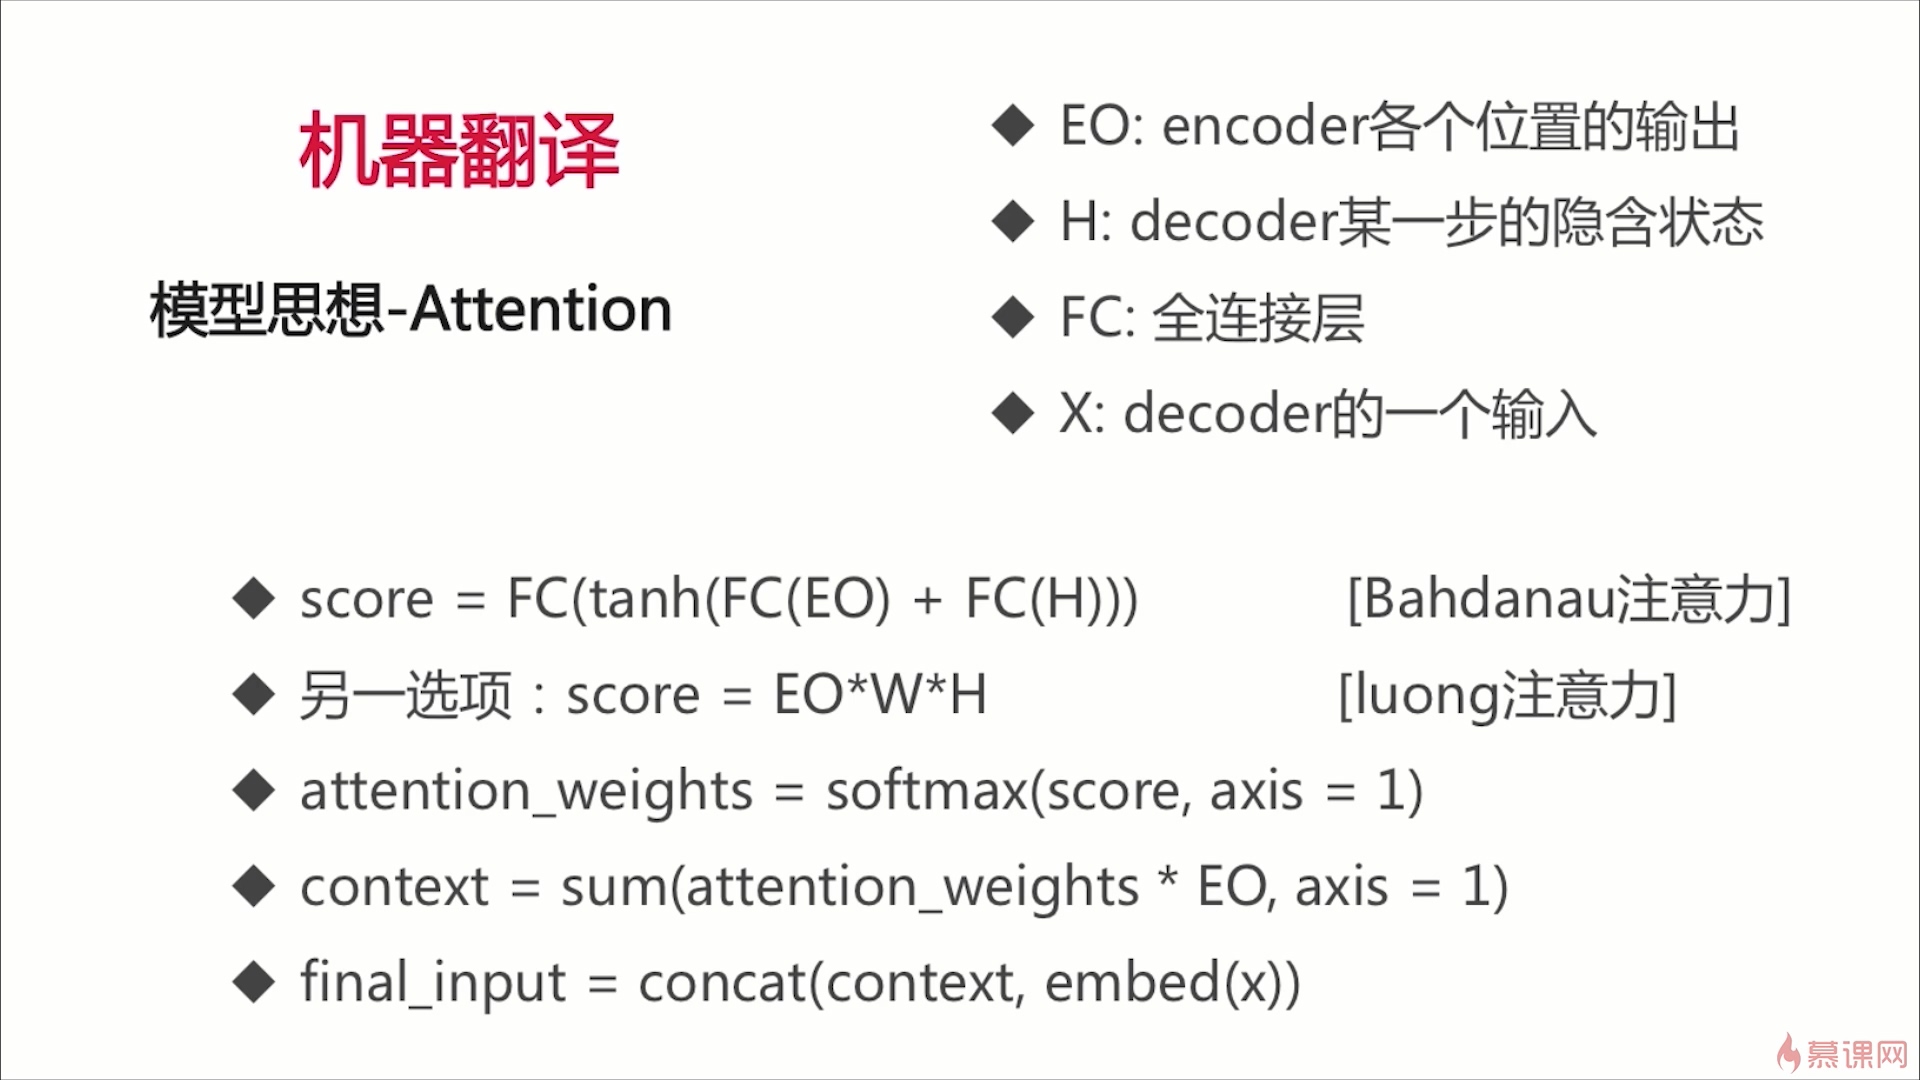 机器翻译
模型思想-Attention
EO: encoder各个位置的输出
H: decoder某一步的隐含状态
FC: 全连接层
X: decoder的一个输入
score = FC(tanh(FC(EO) + FC(H))) [Bahdanau注意力]
另一选项：score = EO*W*H [luong注意力]
attention_weights = softmax(score, axis = 1)
context = sum(attention_weights * EO, axis = 1)
final_input = concat(context, embed(x))
慕课网